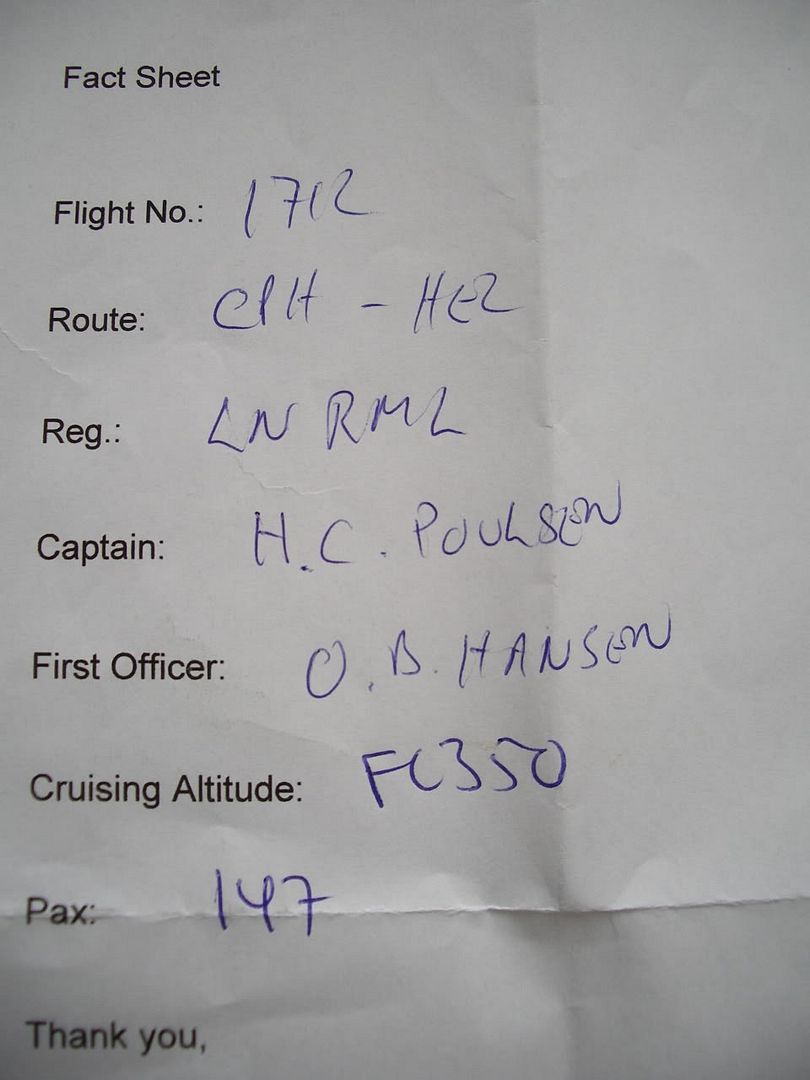 Fact Sheet
Flight No.: 1712
Route: CPH - HEL
Reg.: LN RML
Captain: H.C. POULSEN
First Officer: O.B. HANSEN
Cruising Altitude: FL350
Pax: 147
Thank you,